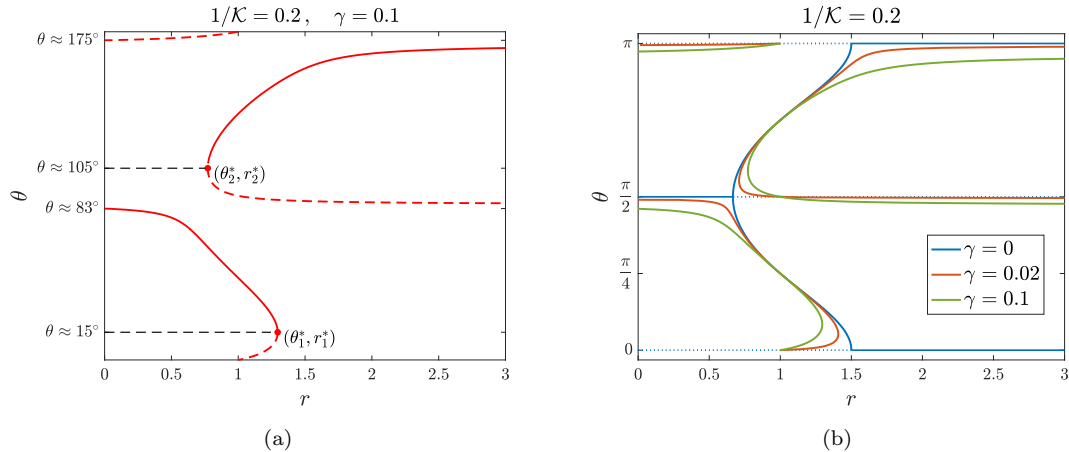 1/𝒦 = 0.2 ,   γ = 0.1
θ ≈ 175°
θ ≈ 105°
θ ≈ 83°
θ ≈ 15°
θ
(θ₂*, r₂*)
(θ₁*, r₁*)
0 0.5 1 1.5 2 2.5 3
r
(a)
1/𝒦 = 0.2
π
π/2
π/4
0
θ
γ = 0
γ = 0.02
γ = 0.1
0 0.5 1 1.5 2 2.5 3
r
(b)